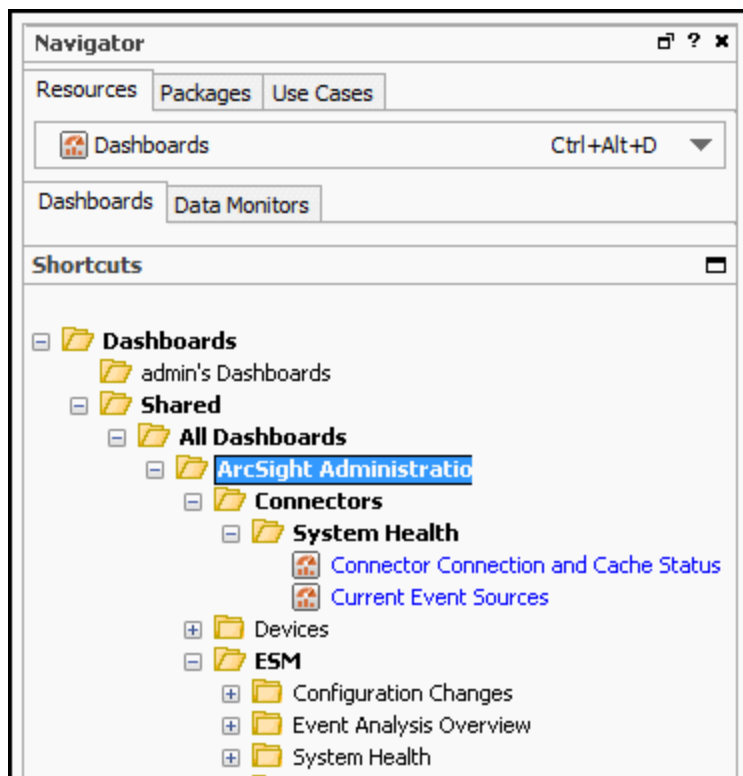 Navigator ?
Resources Packages Use Cases
Dashboards Ctrl+Alt+D
Dashboards Data Monitors
Shortcuts
Dashboards
admin's Dashboards
Shared
All Dashboards
ArcSight Administratio
Connectors
System Health
Connector Connection and Cache Status
Current Event Sources
Devices
ESM
Configuration Changes
Event Analysis Overview
System Health